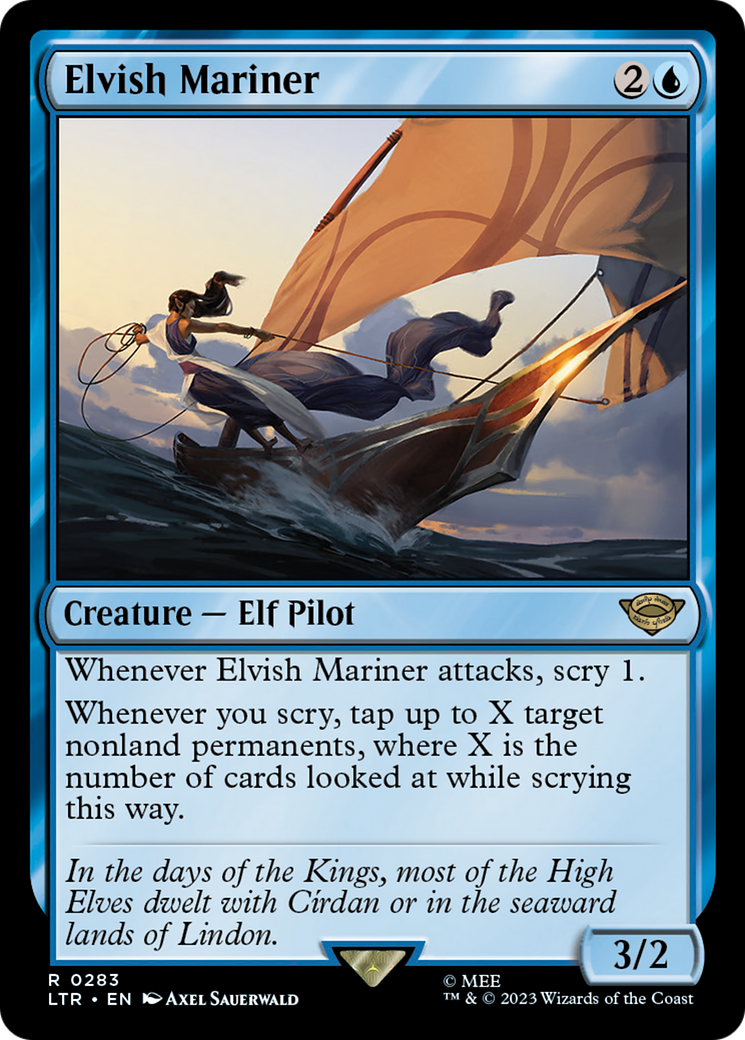 Elvish Mariner 2
Creature — Elf Pilot
Whenever Elvish Mariner attacks, scry 1.
Whenever you scry, tap up to X target
nonland permanents, where X is the
number of cards looked at while scrying
this way.
In the days of the Kings, most of the High
Elves dwelt with Círdan or in the seaward
lands of Lindon.
3/2
R 0283
LTR • EN Axel Sauerwald
© MEE
™ & © 2023 Wizards of the Coast